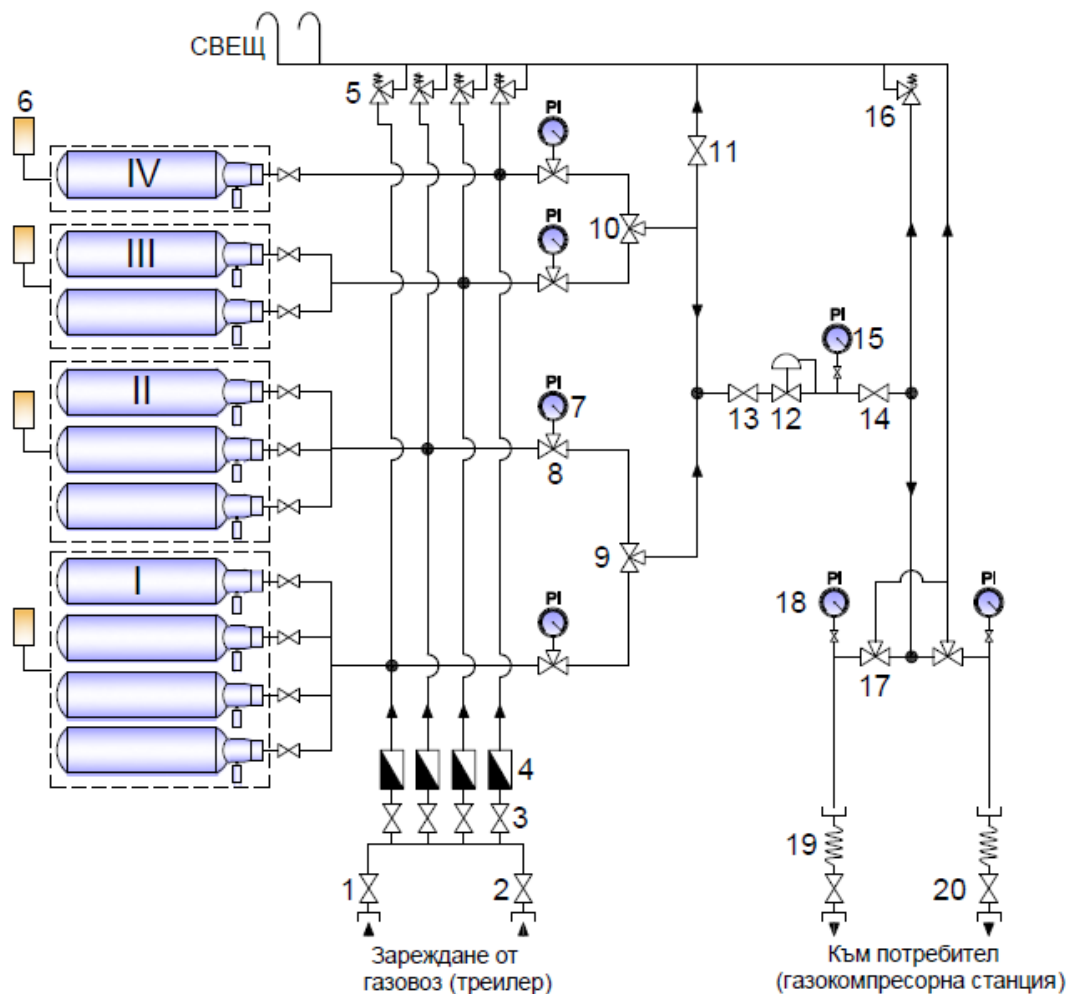 СВЕЩ
5
16
6
PI
11
IV
PI
10
III
PI
15
II
PI
7
13
12
14
8
9
I
PI
18
PI
PI
17
4
3
19
1
2
20
Зареждане от
газовоз (треилер)
Към потребител
(газокомпресорна станция)